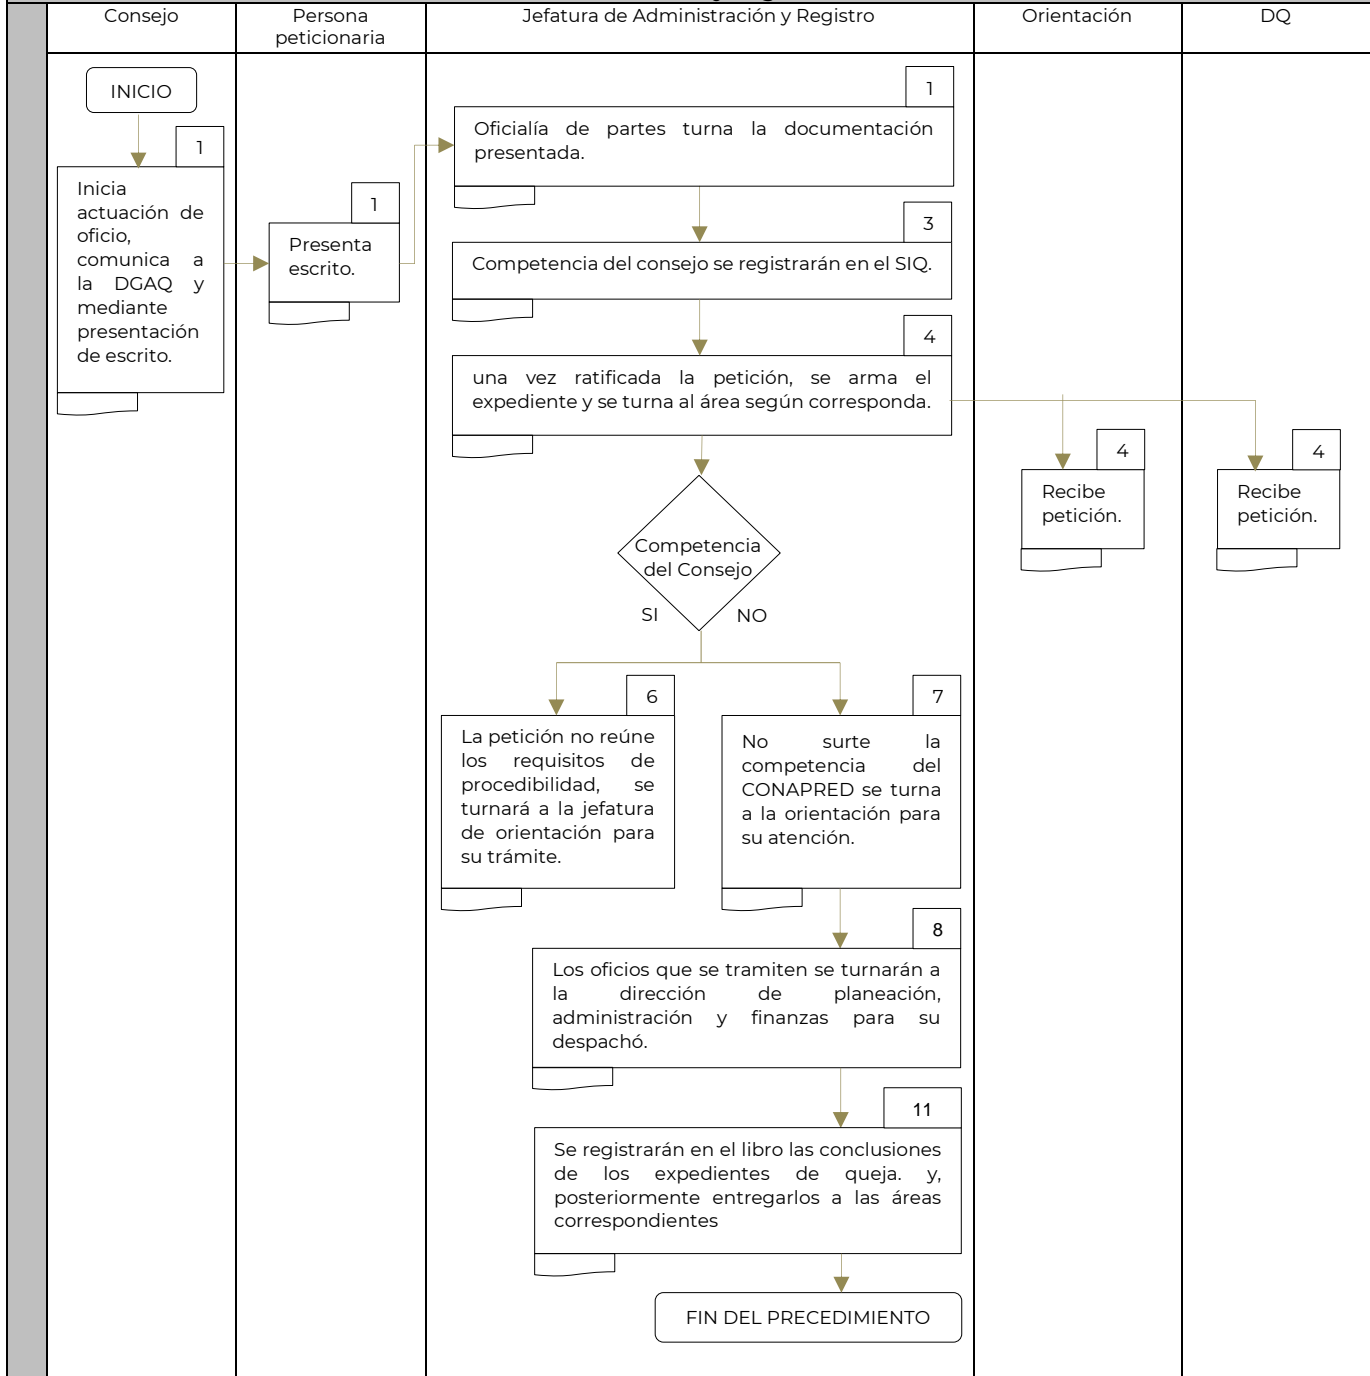 Consejo
Persona
peticionaria
Jefatura de Administración y Registro
Orientación
DQ
INICIO
1
Inicia
actuación de
oficio,
comunica a
la DGAQ y
mediante
presentación
de escrito.
1
Presenta
escrito.
1
Oficialía de partes turna la documentación
presentada.
3
Competencia del consejo se registrarán en el SIQ.
4
una vez ratificada la petición, se arma el
expediente y se turna al área según corresponda.
4
Recibe
petición.
4
Recibe
petición.
Competencia
del Consejo
SI
NO
6
La petición no reúne
los requisitos de
procedibilidad, se
turnará a la jefatura
de orientación para
su trámite.
7
No surte la
competencia del
CONAPRED se turna
a la orientación para
su atención.
8
Los oficios que se tramiten se turnarán a
la dirección de planeación,
administración y finanzas para su
despachó.
11
Se registrarán en el libro las conclusiones
de los expedientes de queja. y,
posteriormente entregarlos a las áreas
correspondientes
FIN DEL PRECEDIMIENTO